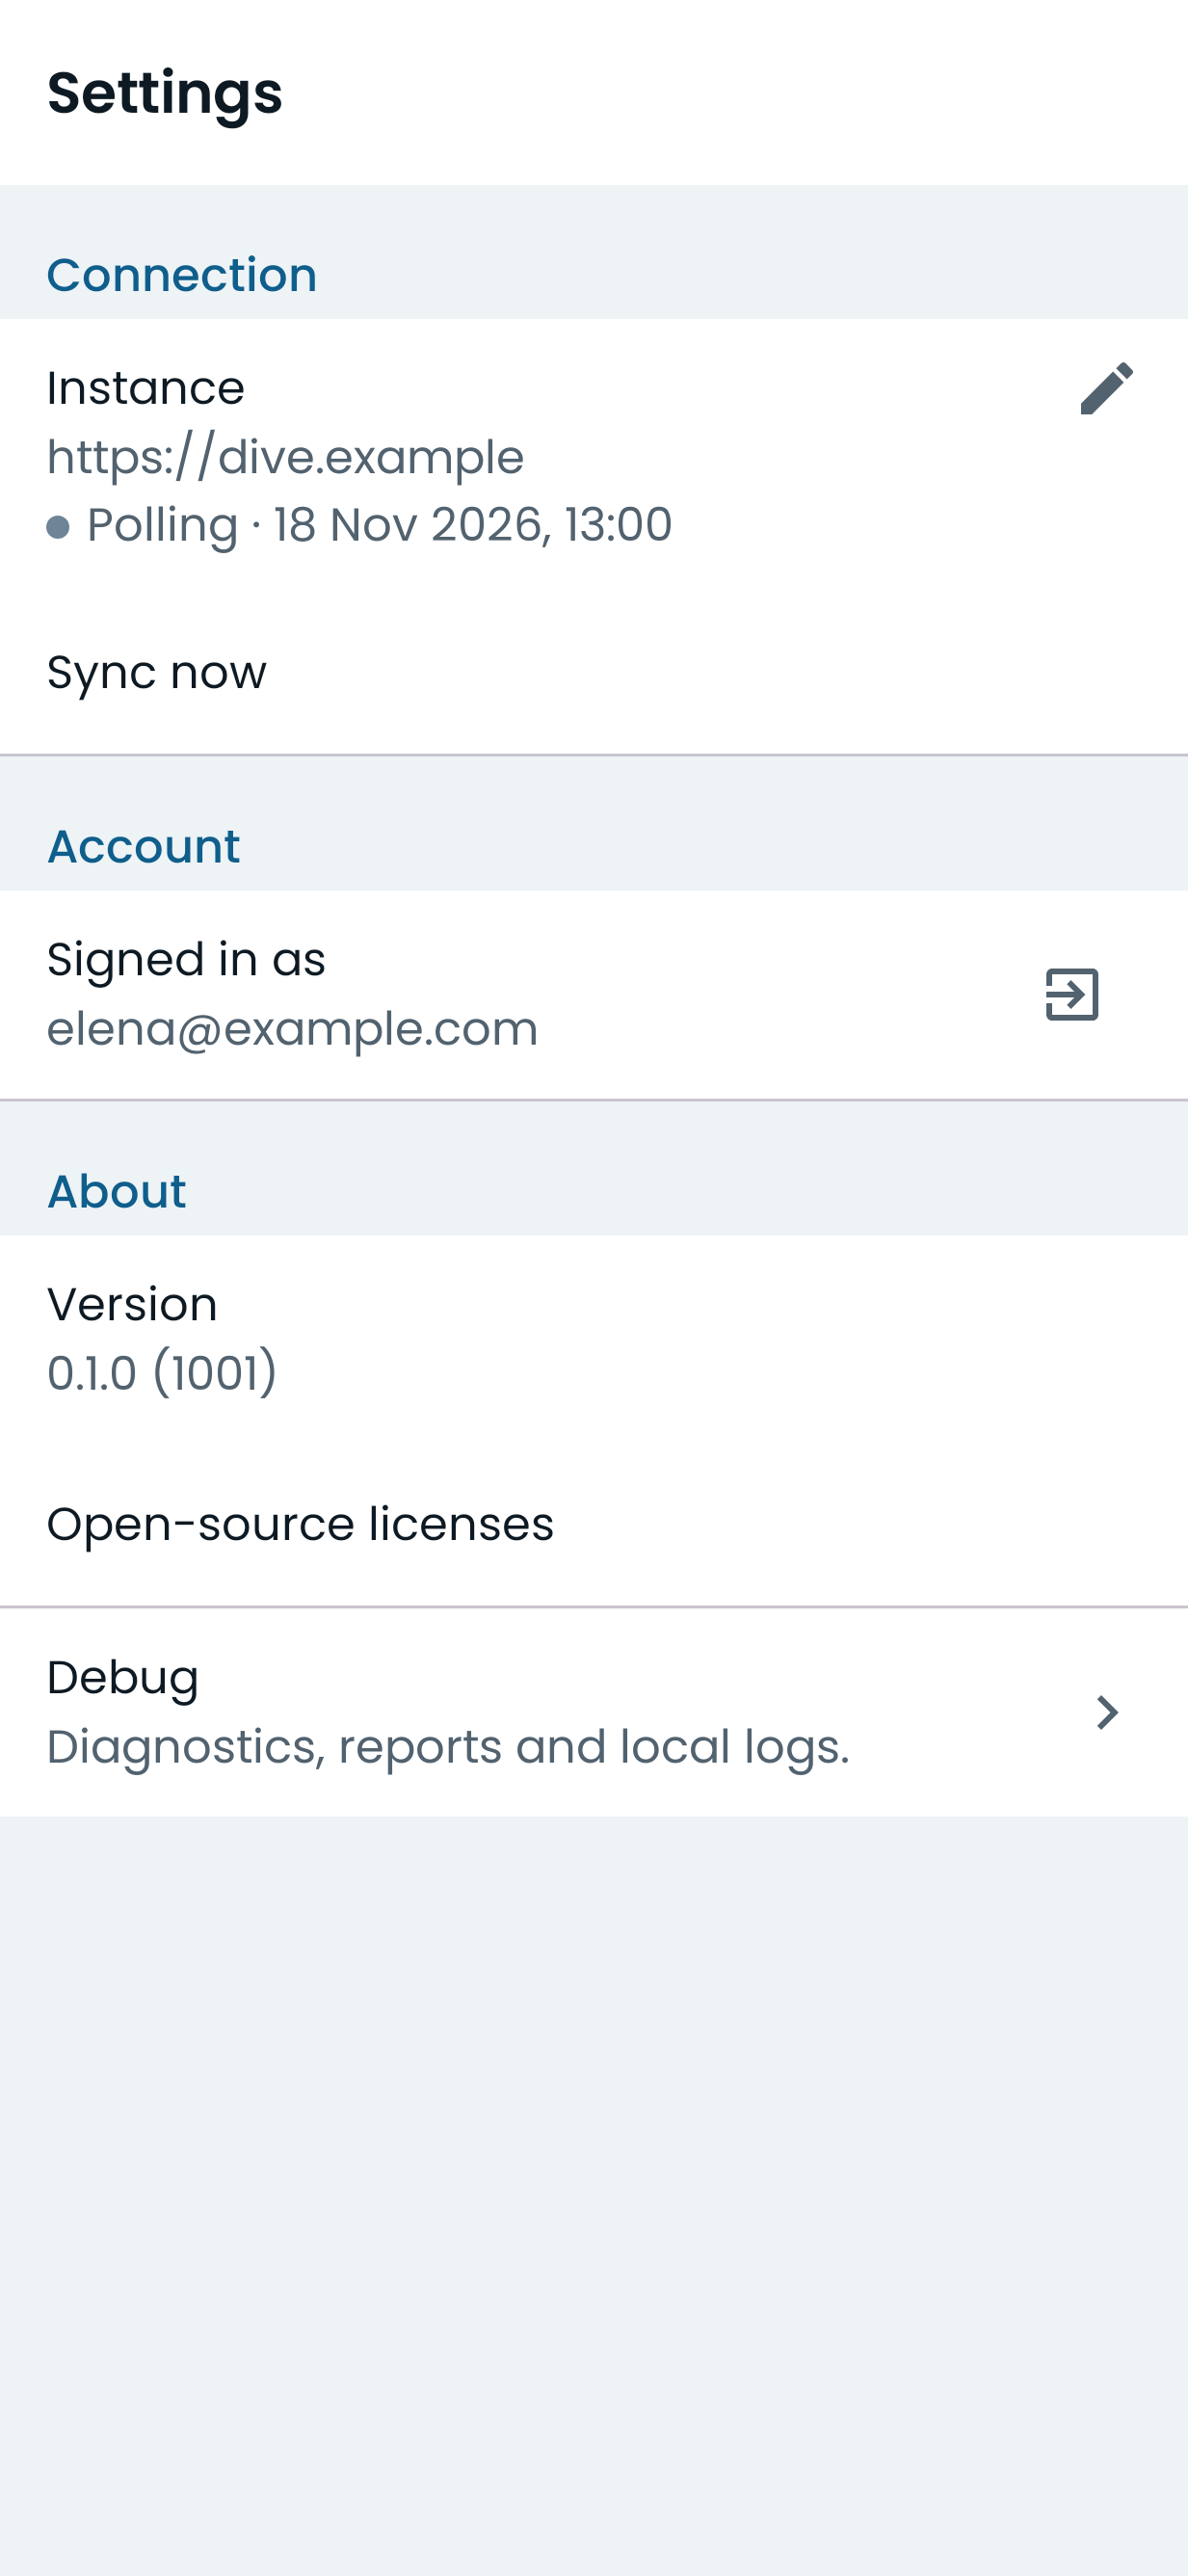 Settings
Connection
Instance
https://dive.example
Polling · 18 Nov 2026, 13:00
Sync now
Account
Signed in as
elena@example.com
About
Version
0.1.0 (1001)
Open-source licenses
Debug
Diagnostics, reports and local logs.